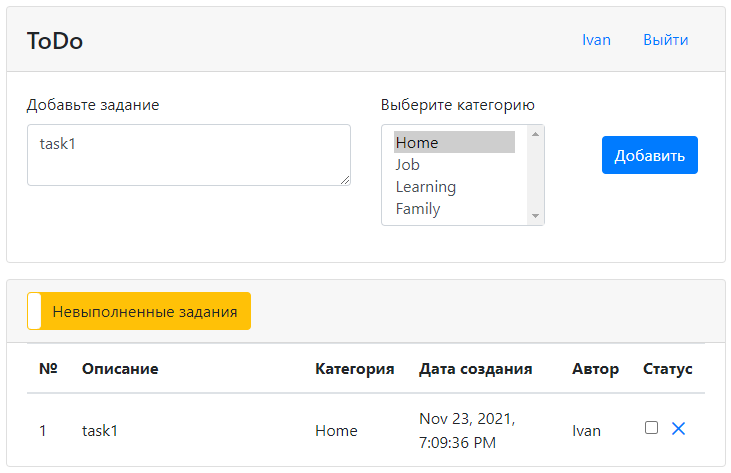 ToDo Ivan Выйти
Добавьте задание Выберите категорию
task1
Home
Job
Learning
Family
Добавить
Невыполненные задания
№ Описание Категория Дата создания Автор Статус
1 task1 Home Nov 23, 2021, 7:09:36 PM Ivan